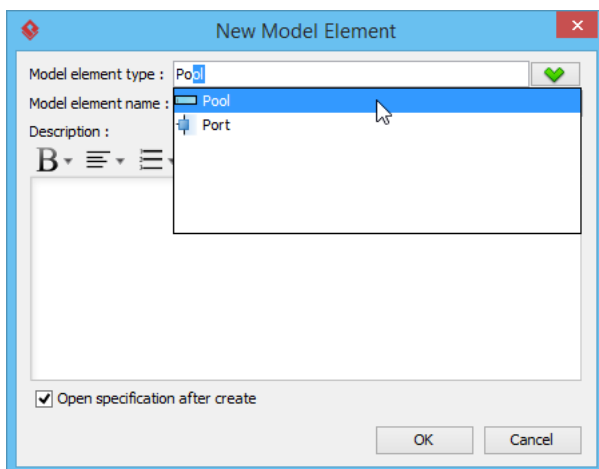 New Model Element
Model element type : Pool
Model element name :
Pool
Description :
Port
B
Open specification after create
OK Cancel